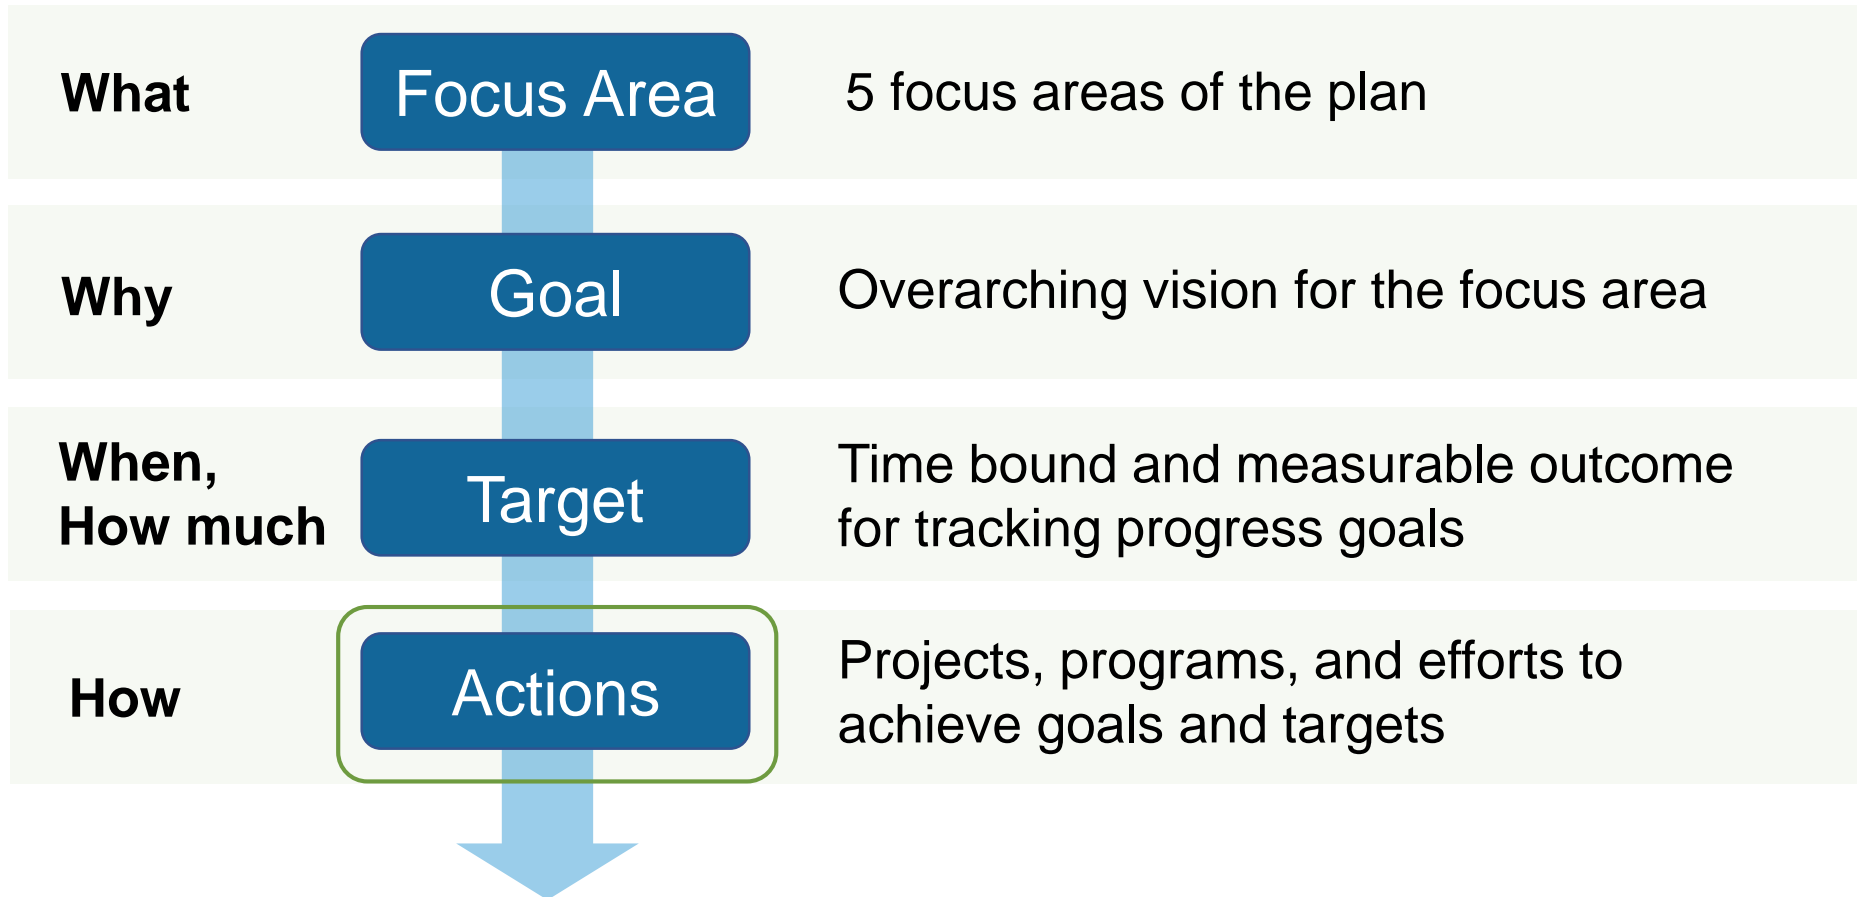 What
Focus Area
5 focus areas of the plan
Why
Goal
Overarching vision for the focus area
When,
How much
Target
Time bound and measurable outcome
for tracking progress goals
How
Actions
Projects, programs, and efforts to
achieve goals and targets